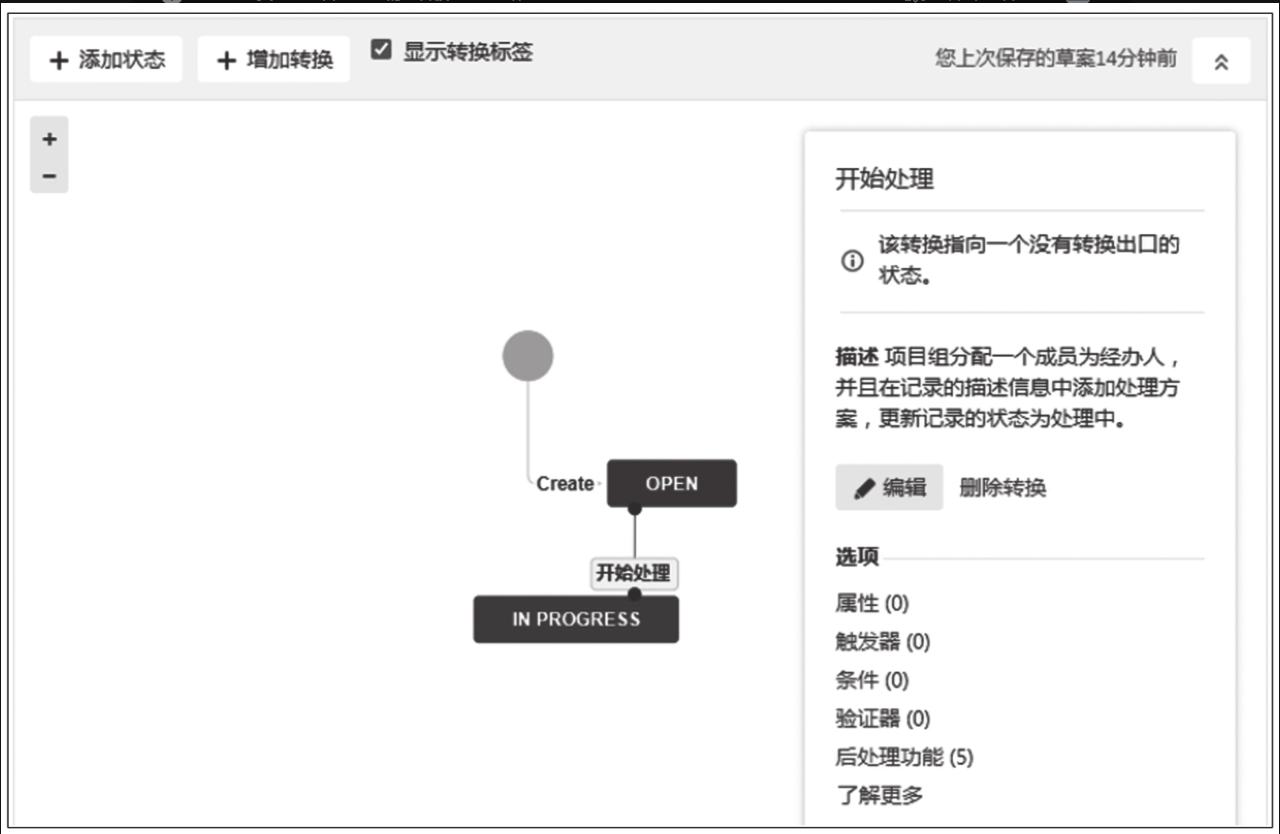 添加状态
增加转换
显示转换标签
您上次保存的草案14分钟前
开始处理
该转换指向一个没有转换出口的
状态。
描述 项目组分配一个成员为经办人，
并且在记录的描述信息中添加处理方
案，更新记录的状态为处理中。
编辑 删除转换
选项
属性 (0)
触发器 (0)
条件 (0)
验证器 (0)
后处理功能 (5)
了解更多
Create
OPEN
开始处理
IN PROGRESS